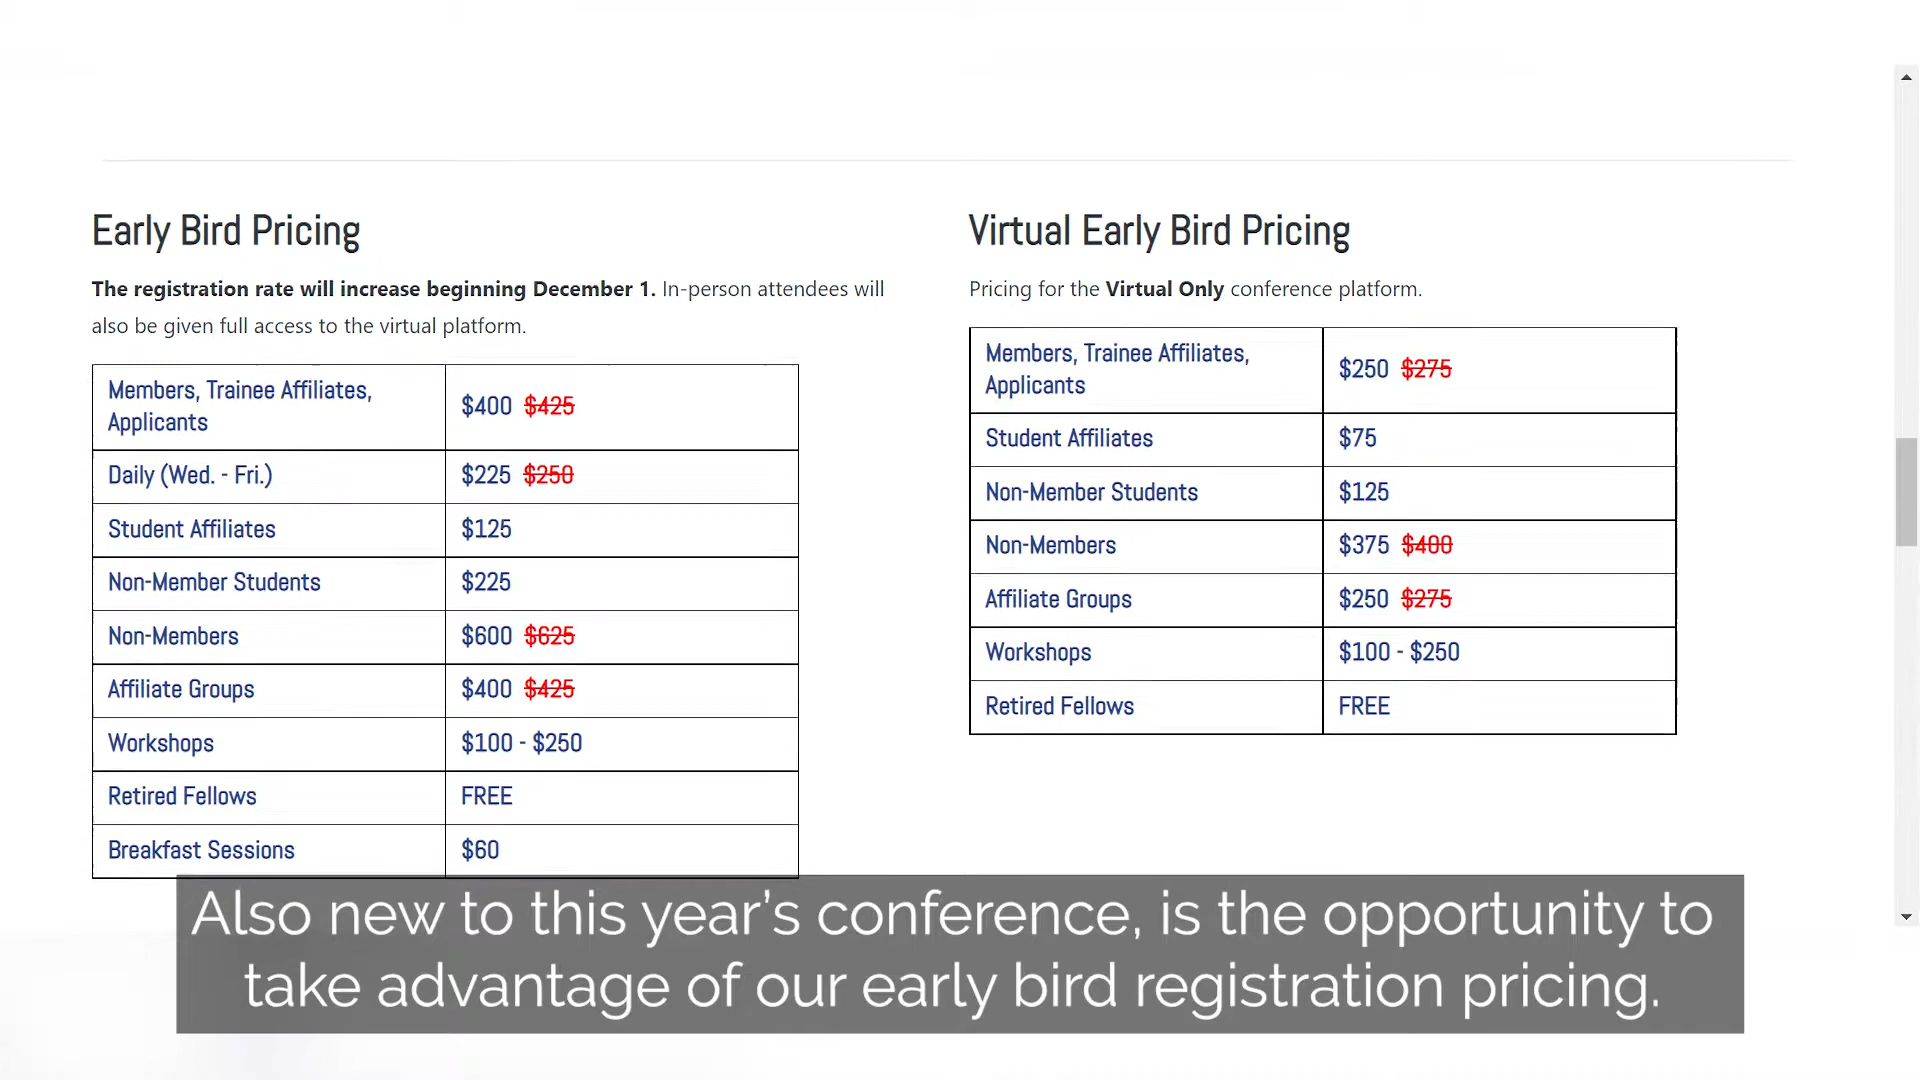 Early Bird Pricing
The registration rate will increase beginning December 1. In-person attendees will
also be given full access to the virtual platform.
Members, Trainee Affiliates,
Applicants
$400 $425
Daily (Wed. - Fri.) $225 $250
Student Affiliates $125
Non-Member Students $225
Non-Members $600 $625
Affiliate Groups $400 $425
Workshops $100 - $250
Retired Fellows FREE
Breakfast Sessions $60
Virtual Early Bird Pricing
Pricing for the Virtual Only conference platform.
Members, Trainee Affiliates,
Applicants
$250 $275
Student Affiliates $75
Non-Member Students $125
Non-Members $375 $400
Affiliate Groups $250 $275
Workshops $100 - $250
Retired Fellows FREE
Also new to this year’s conference, is the opportunity to
take advantage of our early bird registration pricing.